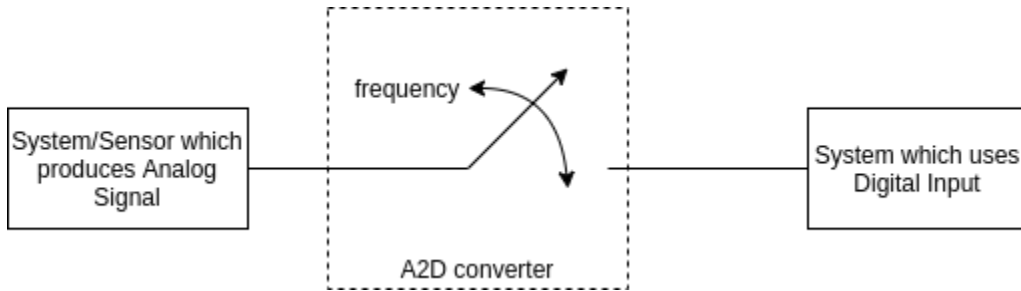 frequency
System/Sensor which
produces Analog
Signal
System which uses
Digital Input
A2D converter